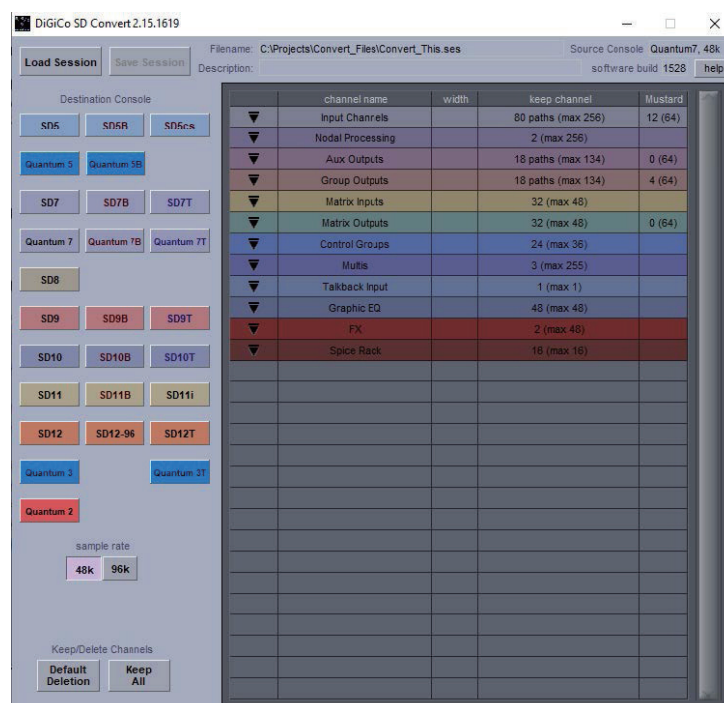 DiGiCo SD Convert 2.15.1619
Load Session Save Session
Filename: C:\Projects\Convert_Files\Convert_This.ses Source Console Quantum7, 48k
Description: software build 1528 help
Destination Console
SD5 SD5B SD5cs
Quantum 5 Quantum 5B
SD7 SD7B SD7T
Quantum 7 Quantum 7B Quantum 7T
SD8
SD9 SD9B SD9T
SD10 SD10B SD10T
SD11 SD11B SD11i
SD12 SD12-96 SD12T
Quantum 3 Quantum 3T
Quantum 2
sample rate
48k 96k
Keep/Delete Channels
Default Deletion
Keep All
channel name width keep channel Mustard
Input Channels 80 paths (max 256) 12 (64)
Nodal Processing 2 (max 256)
Aux Outputs 18 paths (max 134) 0 (64)
Group Outputs 18 paths (max 134) 4 (64)
Matrix Inputs 32 (max 48)
Matrix Outputs 32 (max 48) 0 (64)
Control Groups 24 (max 36)
Multis 3 (max 255)
Talkback Input 1 (max 1)
Graphic EQ 48 (max 48)
FX 2 (max 48)
Spice Rack 16 (max 16)